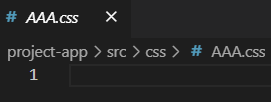 # AAA.css ×
project-app > src > css > # AAA.css
1